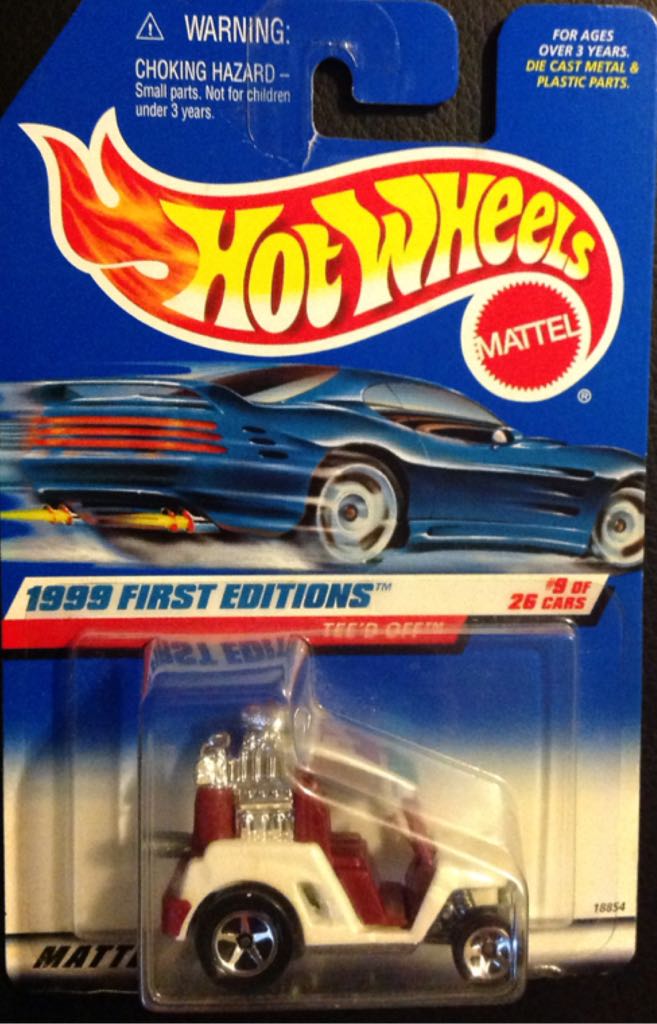 WARNING:
CHOKING HAZARD –
Small parts. Not for children
under 3 years.
FOR AGES
OVER 3 YEARS.
DIE CAST METAL &
PLASTIC PARTS.
HOT WHEELS
MATTEL
®
1999 FIRST EDITIONS™
#9 OF
26 CARS
TEE'D OFF™
18854
MATT